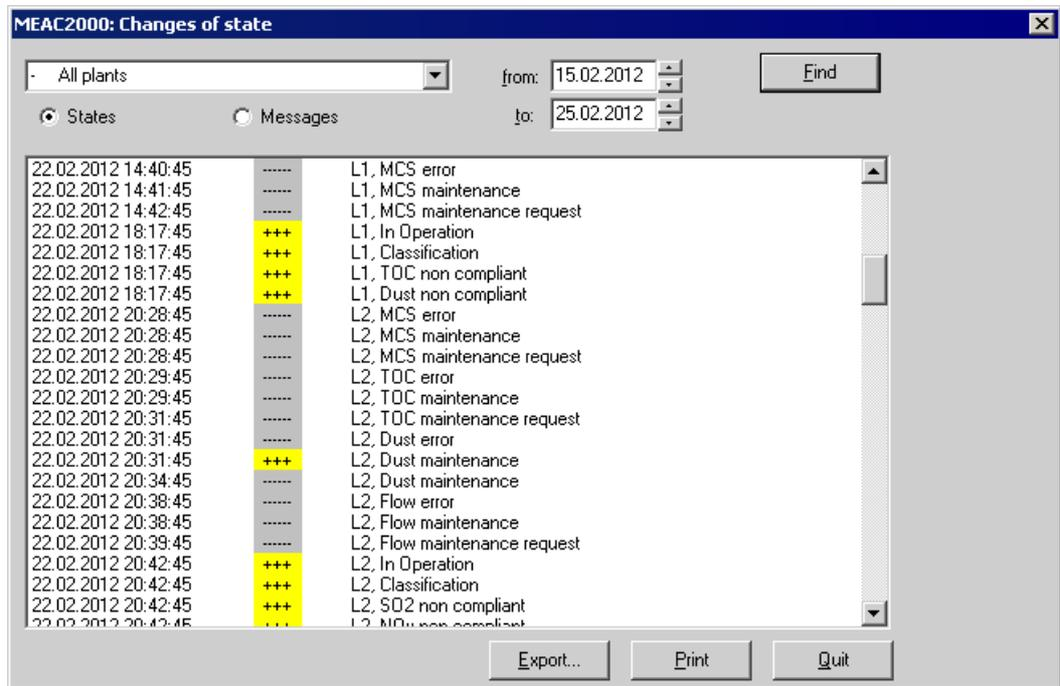 MEAC2000: Changes of state
- All plants
from: 15.02.2012
Find
States
Messages
to: 25.02.2012
22.02.2012 14:40:45 ------ L1, MCS error
22.02.2012 14:41:45 ------ L1, MCS maintenance
22.02.2012 14:42:45 ------ L1, MCS maintenance request
22.02.2012 18:17:45 +++ L1, In Operation
22.02.2012 18:17:45 +++ L1, Classification
22.02.2012 18:17:45 +++ L1, TOC non compliant
22.02.2012 18:17:45 +++ L1, Dust non compliant
22.02.2012 20:28:45 ------ L2, MCS error
22.02.2012 20:28:45 ------ L2, MCS maintenance
22.02.2012 20:28:45 ------ L2, MCS maintenance request
22.02.2012 20:29:45 ------ L2, TOC error
22.02.2012 20:29:45 ------ L2, TOC maintenance
22.02.2012 20:31:45 ------ L2, TOC maintenance request
22.02.2012 20:31:45 ------ L2, Dust error
22.02.2012 20:31:45 +++ L2, Dust maintenance
22.02.2012 20:34:45 ------ L2, Dust maintenance
22.02.2012 20:38:45 ------ L2, Flow error
22.02.2012 20:38:45 ------ L2, Flow maintenance
22.02.2012 20:39:45 ------ L2, Flow maintenance request
22.02.2012 20:42:45 +++ L2, In Operation
22.02.2012 20:42:45 +++ L2, Classification
22.02.2012 20:42:45 +++ L2, SO2 non compliant
22.02.2012 20:42:45 +++ L2, NOx non compliant
Export...
Print
Quit